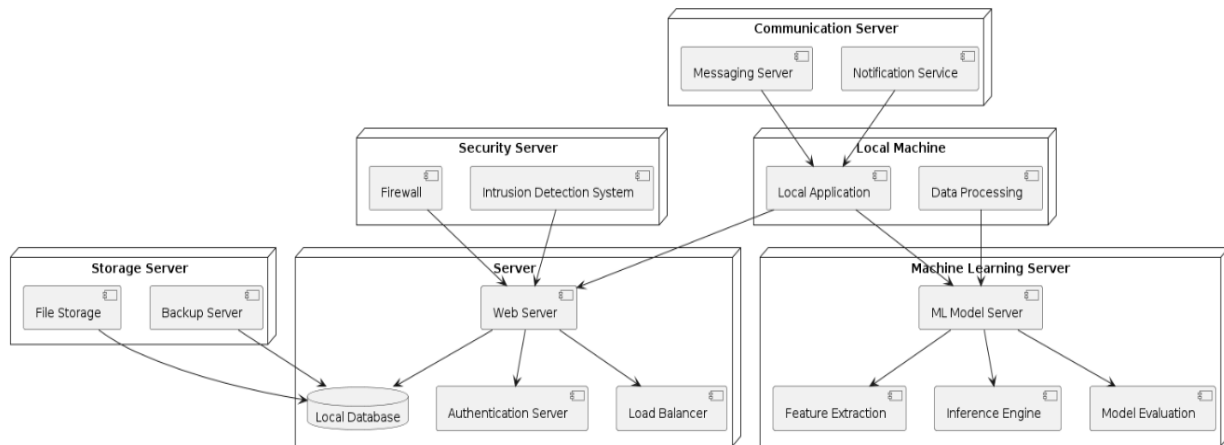 Communication Server
Messaging Server
Notification Service
Security Server
Firewall
Intrusion Detection System
Local Machine
Local Application
Data Processing
Storage Server
File Storage
Backup Server
Server
Web Server
Local Database
Authentication Server
Load Balancer
Machine Learning Server
ML Model Server
Feature Extraction
Inference Engine
Model Evaluation